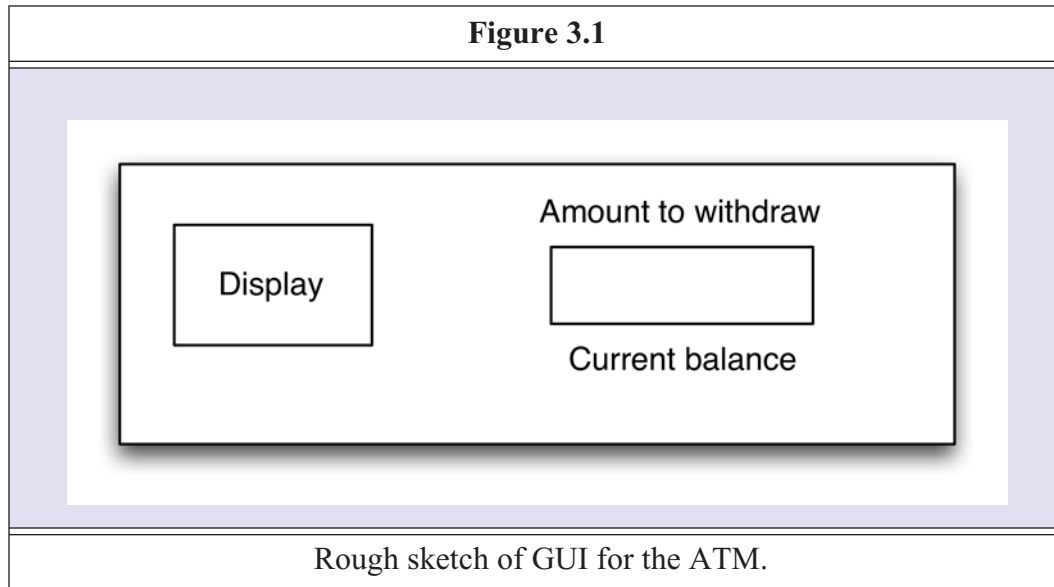 Figure 3.1
Display
Amount to withdraw
Current balance
Rough sketch of GUI for the ATM.